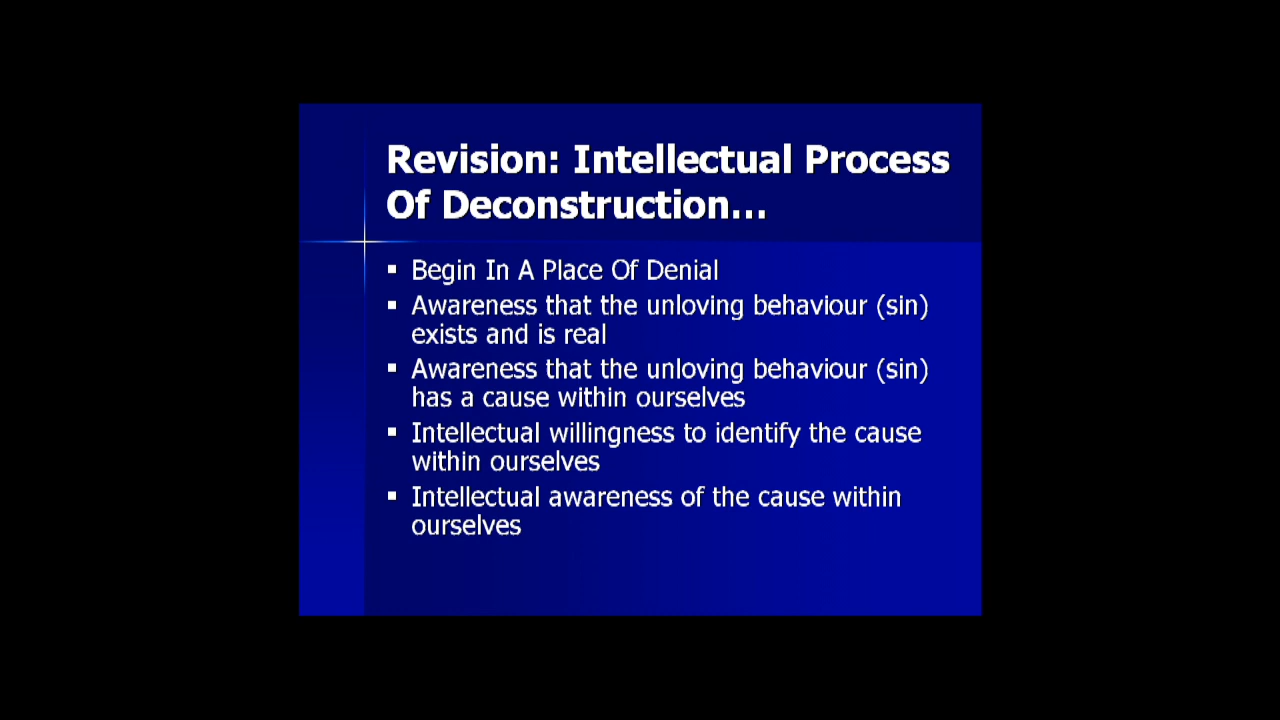 Revision: Intellectual Process
Of Deconstruction...
▪ Begin In A Place Of Denial
▪ Awareness that the unloving behaviour (sin)
exists and is real
▪ Awareness that the unloving behaviour (sin)
has a cause within ourselves
▪ Intellectual willingness to identify the cause
within ourselves
▪ Intellectual awareness of the cause within
ourselves